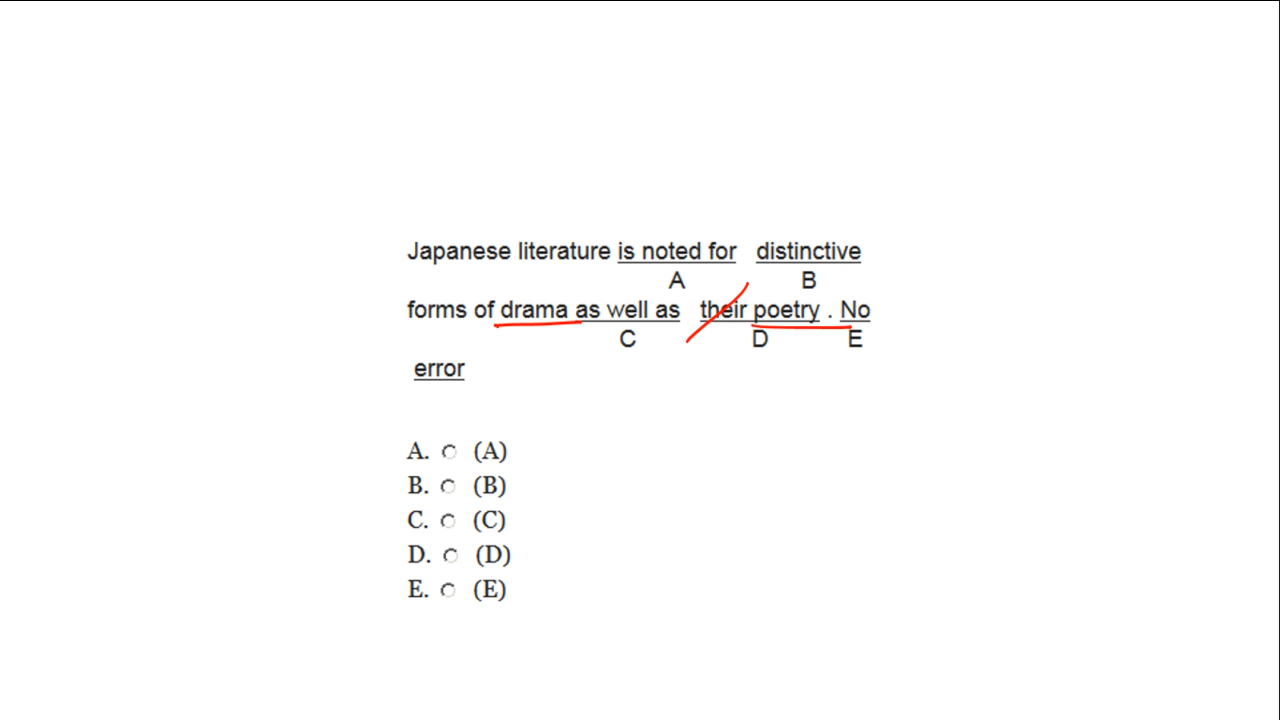 Japanese literature is noted for distinctive
A B
forms of drama as well as their poetry . No
C D E
error
A. (A)
B. (B)
C. (C)
D. (D)
E. (E)